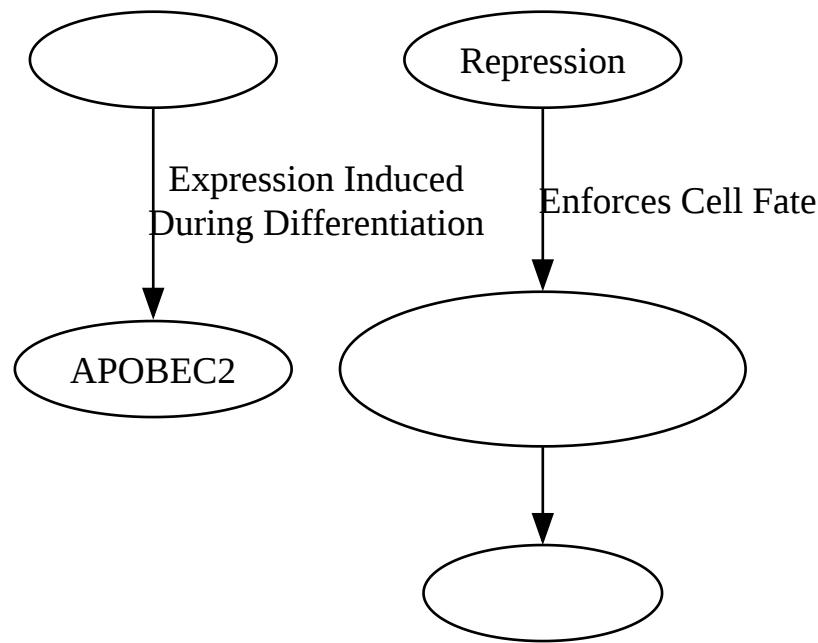 Repression
Expression Induced
During Differentiation
Enforces Cell Fate
APOBEC2